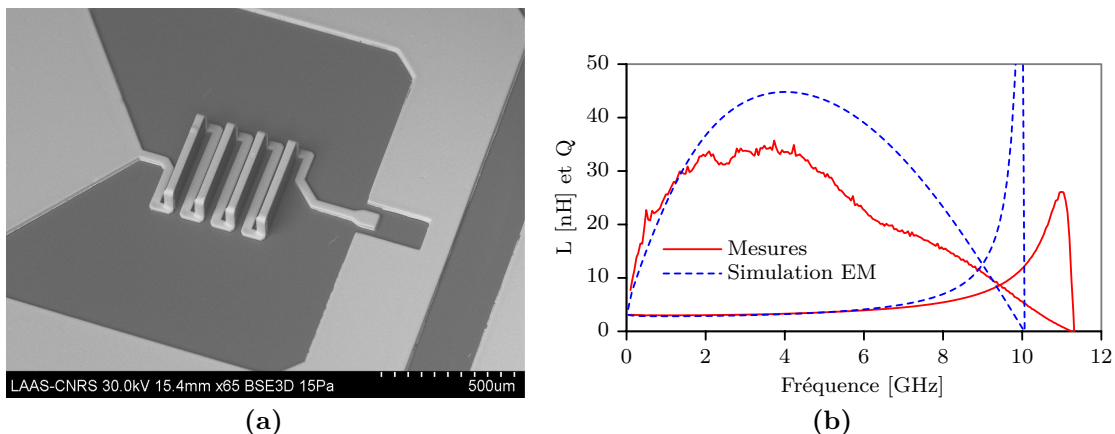 LAAS-CNRS 30.0kV 15.4mm x65 BSE3D 15Pa
500um
(a)
50
40
30
20
10
0
L [nH] et Q
Mesures
Simulation EM
0 2 4 6 8 10 12
Fréquence [GHz]
(b)